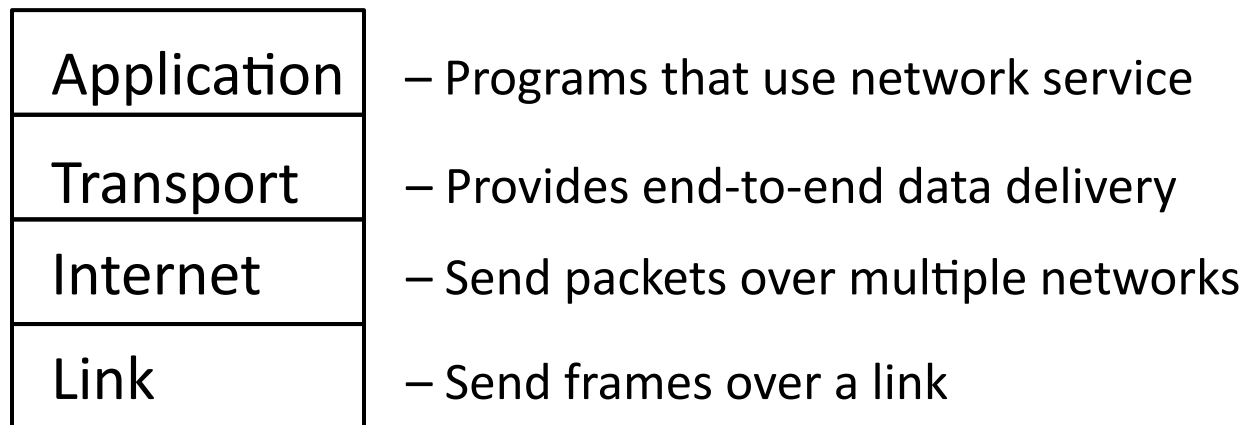 Application – Programs that use network service
Transport – Provides end-to-end data delivery
Internet – Send packets over multiple networks
Link – Send frames over a link